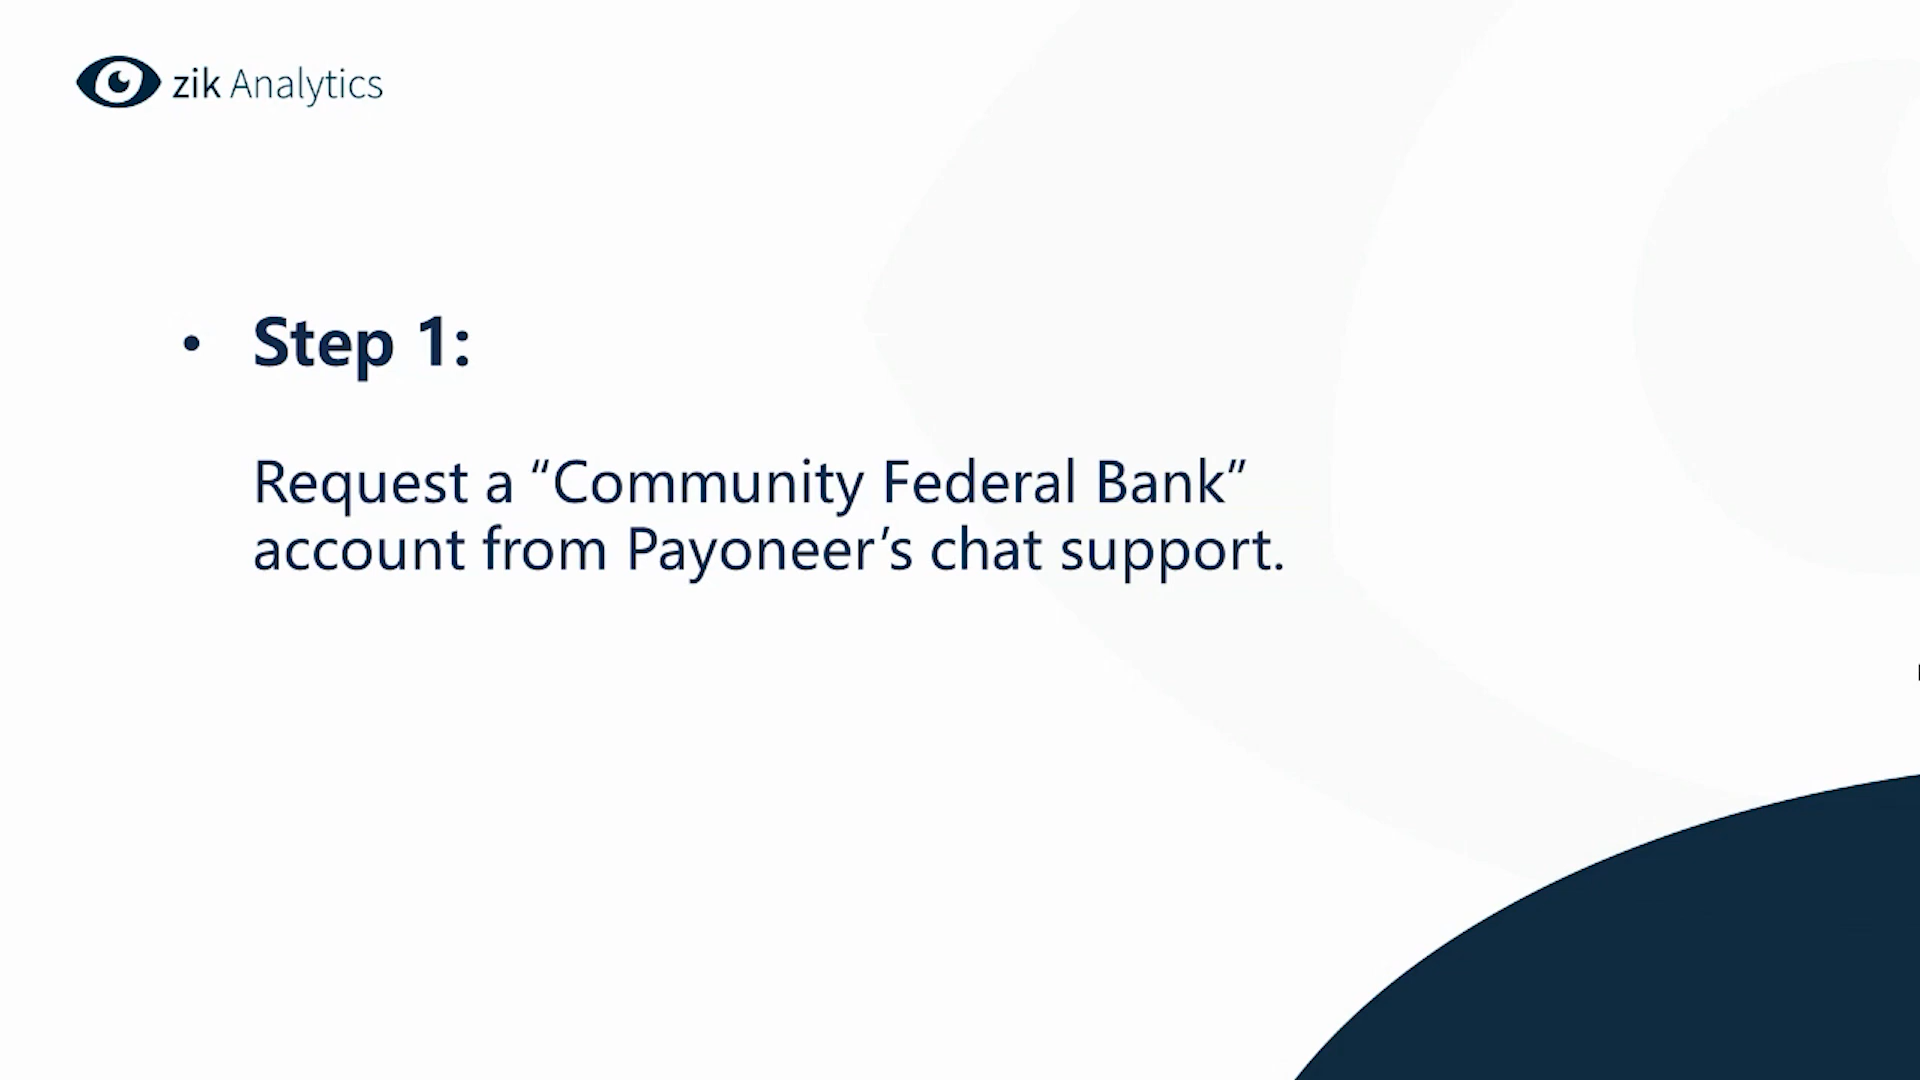 zik Analytics
• Step 1:
Request a “Community Federal Bank”
account from Payoneer’s chat support.